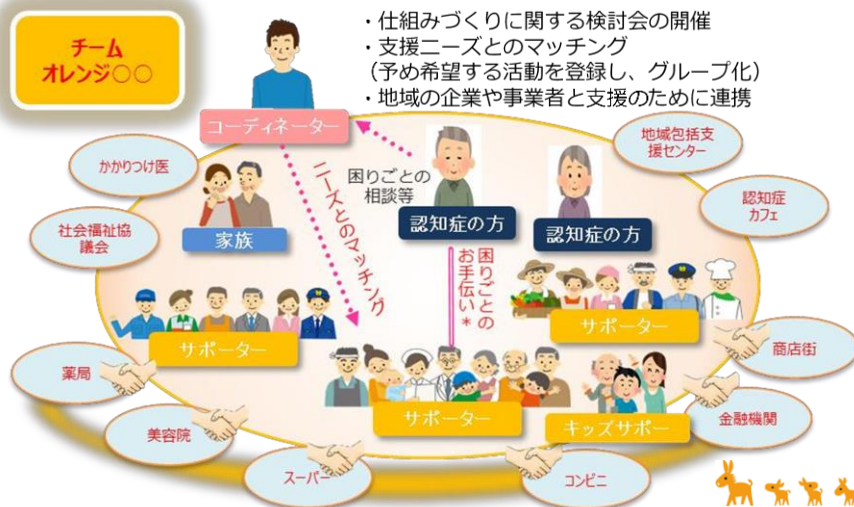 チーム
オレンジ○○
・仕組みづくりに関する検討会の開催
・支援ニーズとのマッチング
（予め希望する活動を登録し、グループ化）
・地域の企業や事業者と支援のために連携
コーディネーター
地域包括支
援センター
かかりつけ医
困りごとの
相談等
認知症
カフェ
社会福祉協
議会
家族
認知症の方
認知症の方
ニーズとのマッチング
困りごとの
お手伝い＊
サポーター
サポーター
サポーター
キッズサポー
薬局
美容院
スーパー
コンビニ
金融機関
商店街